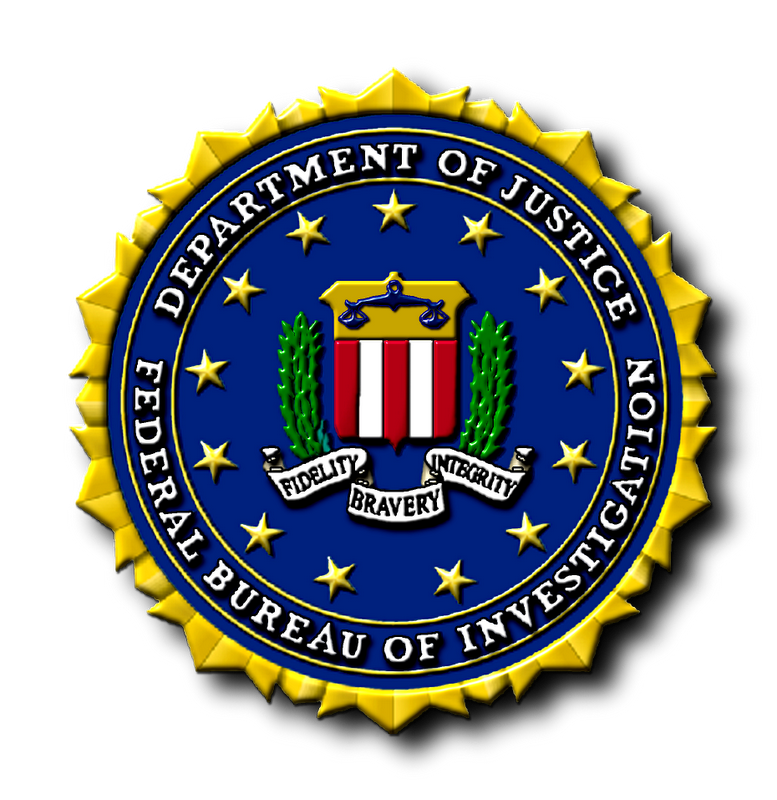 DEPARTMENT OF JUSTICE
FIDELITY
BRAVERY
INTEGRITY
FEDERAL BUREAU OF INVESTIGATION